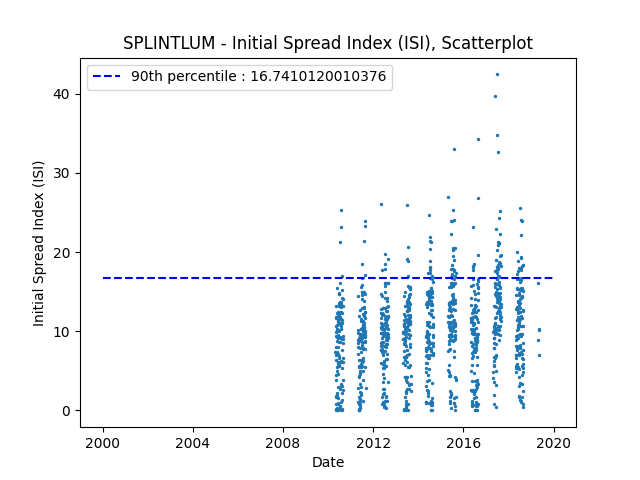 SPLINTLUM - Initial Spread Index (ISI), Scatterplot
90th percentile : 16.7410120010376
Initial Spread Index (ISI)
40
30
20
10
0
2000 2004 2008 2012 2016 2020
Date